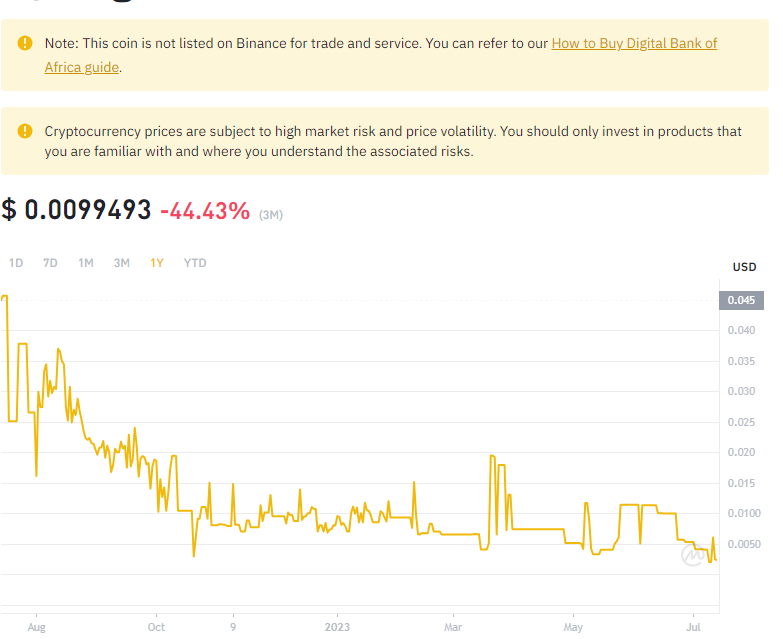 Note: This coin is not listed on Binance for trade and service. You can refer to our How to Buy Digital Bank of
Africa guide.
Cryptocurrency prices are subject to high market risk and price volatility. You should only invest in products that
you are familiar with and where you understand the associated risks.
$ 0.0099493 -44.43% (3M)
1D 7D 1M 3M 1Y YTD
USD
0.045
0.040
0.035
0.030
0.025
0.020
0.015
0.0100
0.0050
Aug Oct 9 2023 Mar May Jul